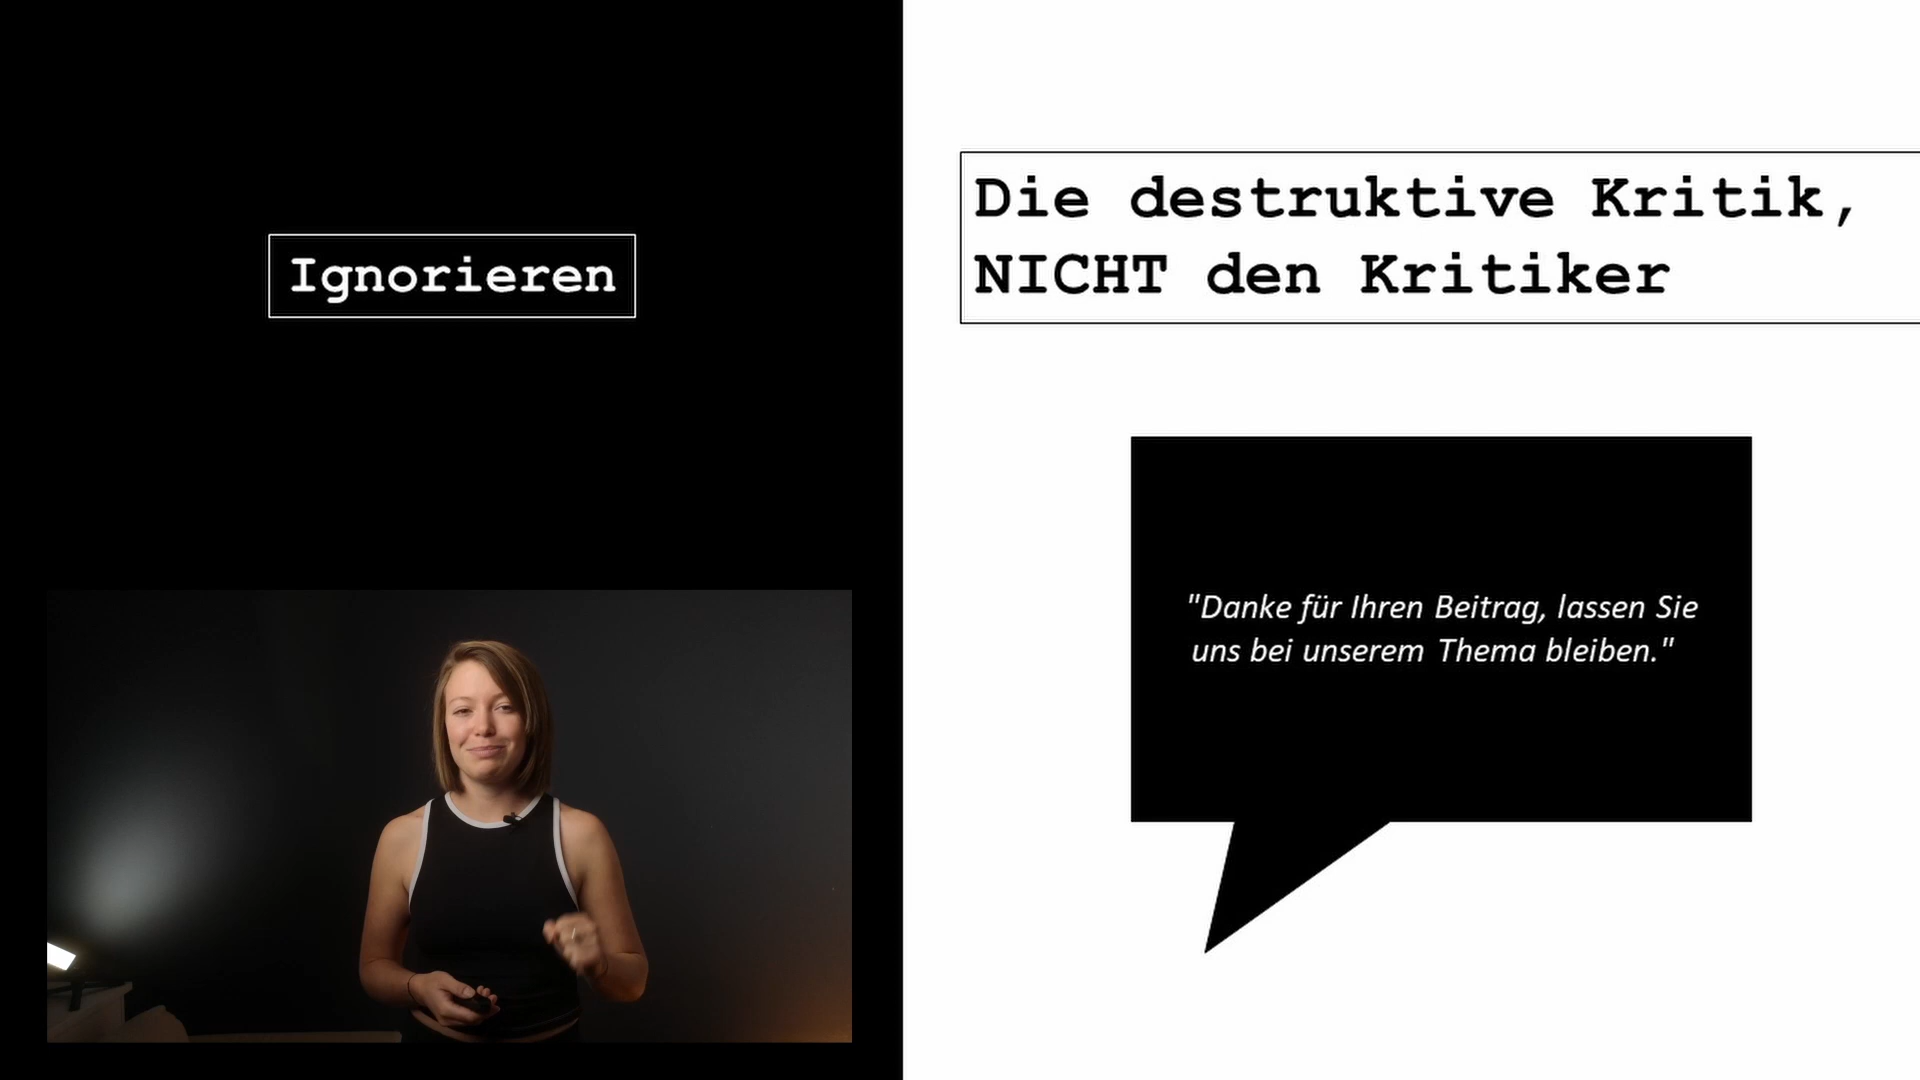 Ignorieren
Die destruktive Kritik,
NICHT den Kritiker
"Danke für Ihren Beitrag, lassen Sie
uns bei unserem Thema bleiben."